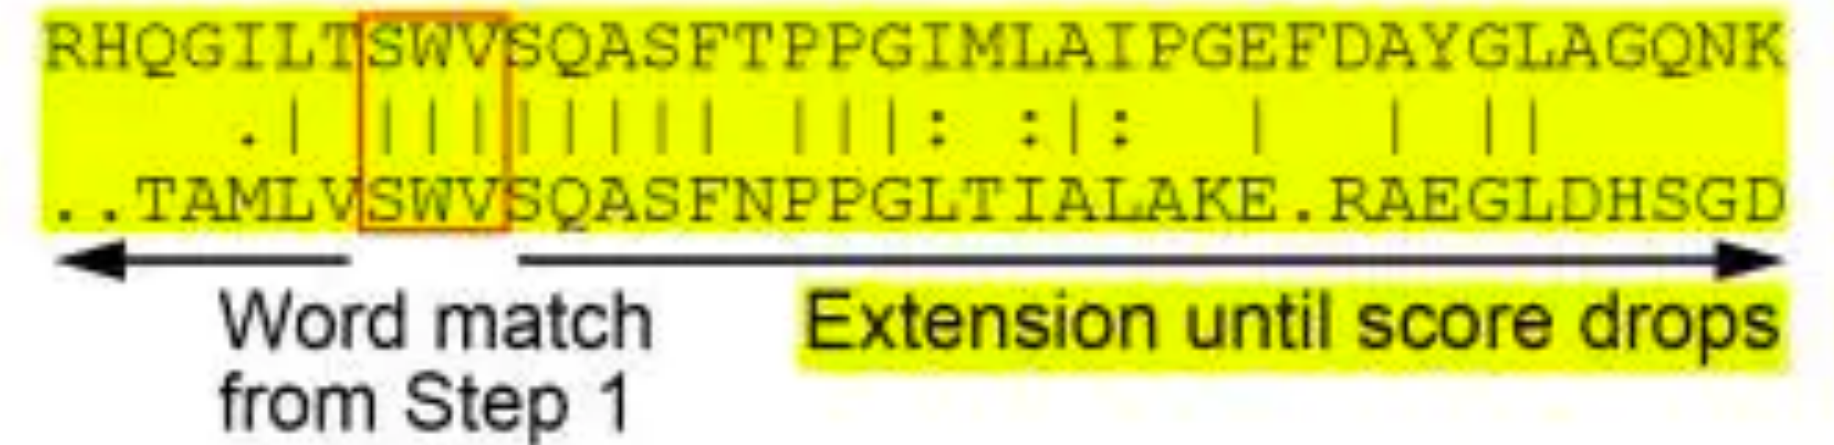 RHQGILTSWVSQASFTPPGIMLAIPGEFDAYGLAGQNK
.| |||||||| |||: :|: | | ||
..TAMLVSWVSQASFNPPGLTIALAKE.RAEGLDHSGD
Word match Extension until score drops
from Step 1